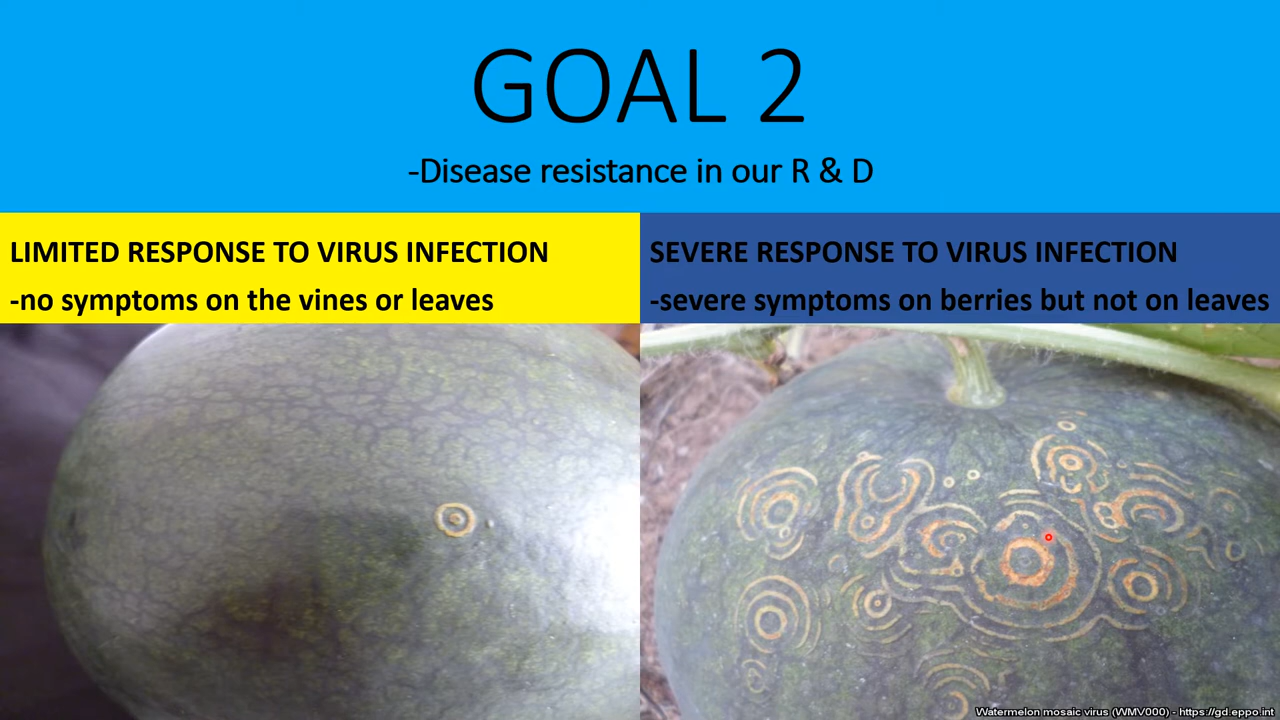 GOAL 2
-Disease resistance in our R & D
LIMITED RESPONSE TO VIRUS INFECTION
-no symptoms on the vines or leaves
SEVERE RESPONSE TO VIRUS INFECTION
-severe symptoms on berries but not on leaves
Watermelon mosaic virus (WMV000) - https://gd.eppo.int